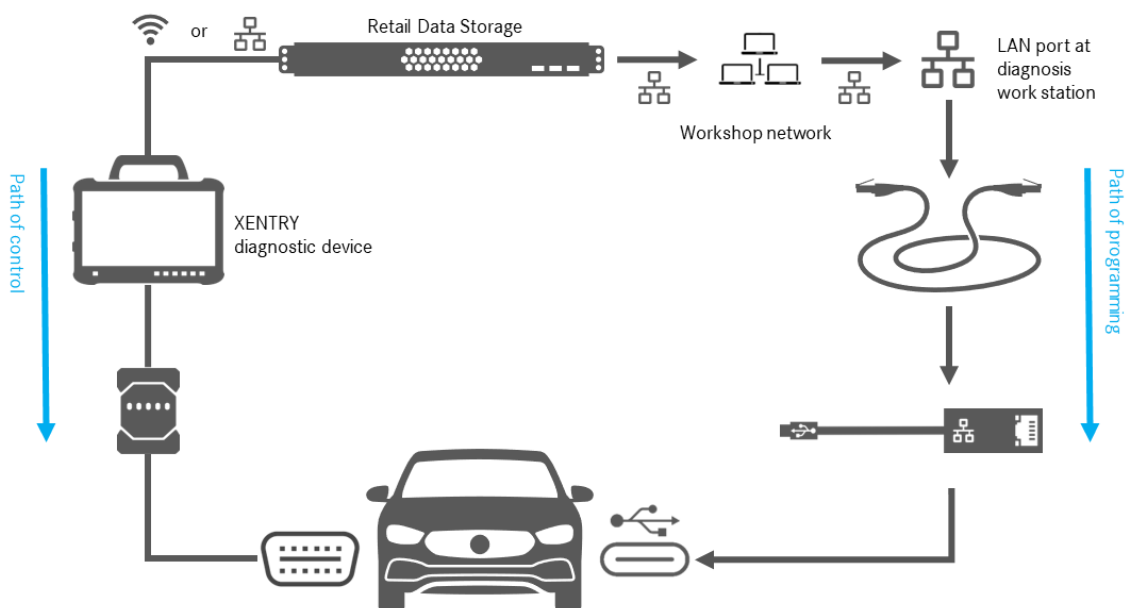 or
Retail Data Storage
LAN port at
diagnosis
work station
Workshop network
Path of control
XENTRY
diagnostic device
Path of programming